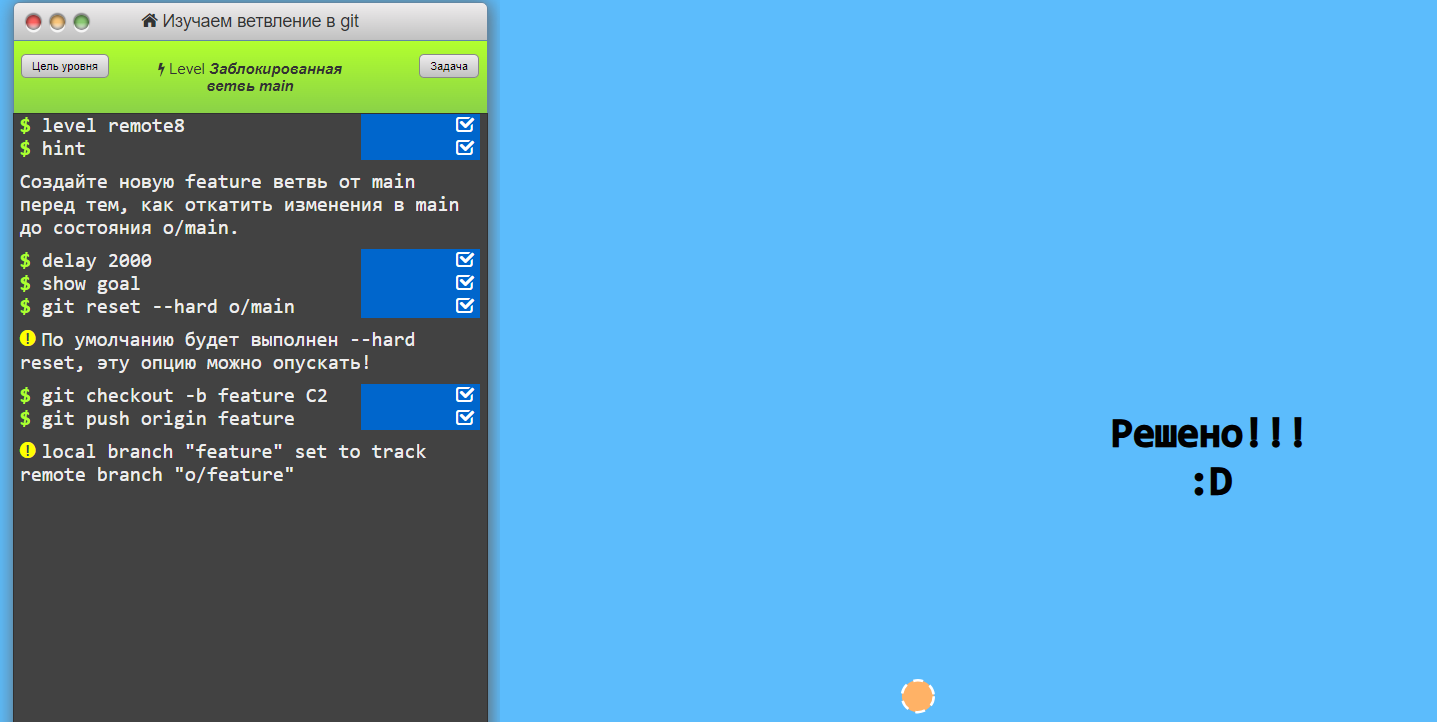 Изучаем ветвление в git
Цель уровня
Level Заблокированная
ветвь main
Задача
$ level remote8
$ hint
Создайте новую feature ветвь от main
перед тем, как откатить изменения в main
до состояния o/main.
$ delay 2000
$ show goal
$ git reset --hard o/main
По умолчанию будет выполнен --hard
reset, эту опцию можно опускать!
$ git checkout -b feature C2
$ git push origin feature
local branch "feature" set to track
remote branch "o/feature"
Решено!!!
:D